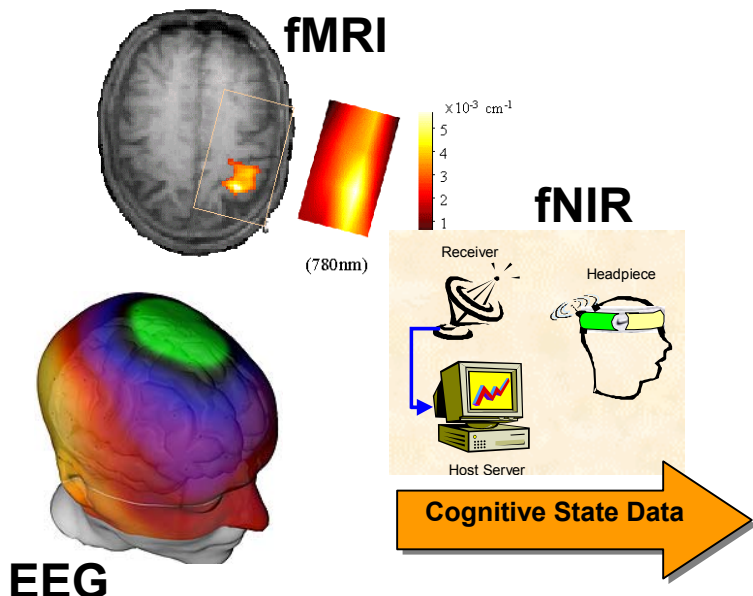 fMRI
×10⁻³ cm⁻¹
5
4
3
2
1
(780nm)
fNIR
Receiver
Headpiece
Host Server
Cognitive State Data
EEG